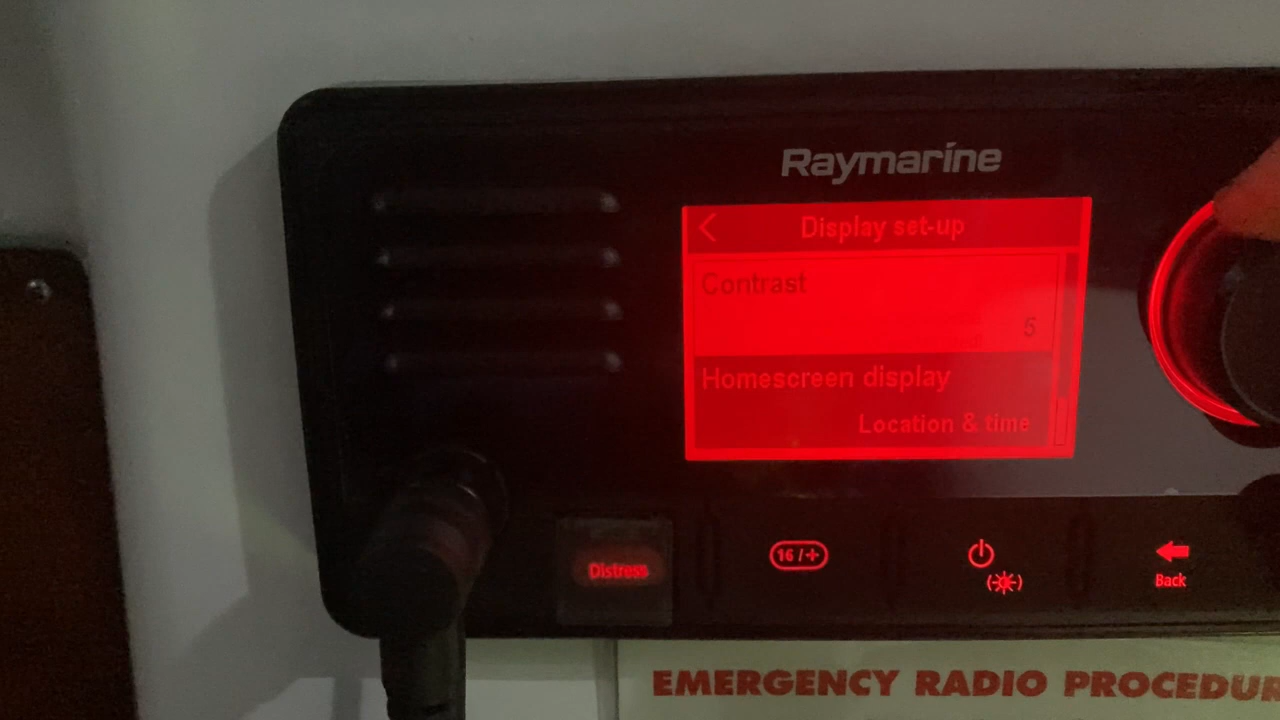 Raymarine
Display set-up
Contrast
5
Homescreen display
Location & time
Distress
16 / +
Back
EMERGENCY RADIO PROCEDUR